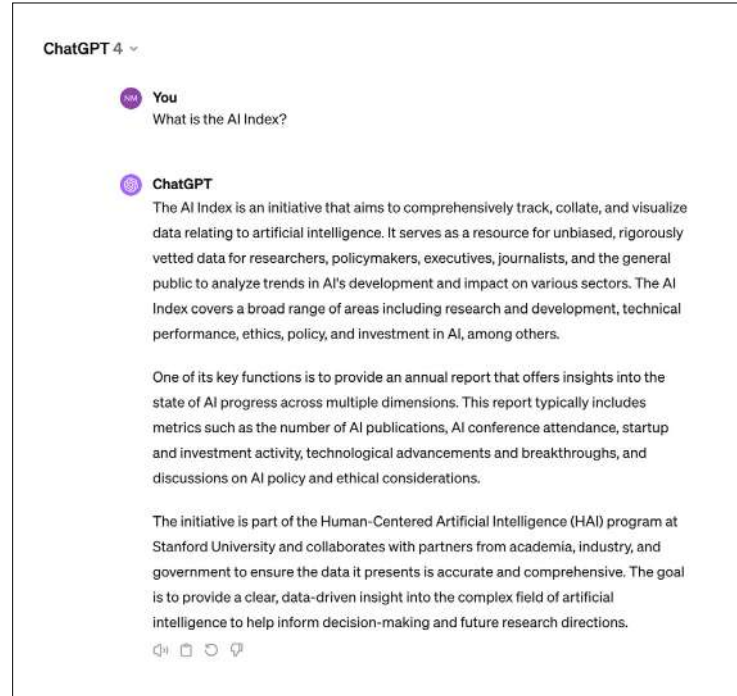 ChatGPT 4
NM
You
What is the AI Index?
ChatGPT
The AI Index is an initiative that aims to comprehensively track, collate, and visualize
data relating to artificial intelligence. It serves as a resource for unbiased, rigorously
vetted data for researchers, policymakers, executives, journalists, and the general
public to analyze trends in AI's development and impact on various sectors. The AI
Index covers a broad range of areas including research and development, technical
performance, ethics, policy, and investment in AI, among others.
One of its key functions is to provide an annual report that offers insights into the
state of AI progress across multiple dimensions. This report typically includes
metrics such as the number of AI publications, AI conference attendance, startup
and investment activity, technological advancements and breakthroughs, and
discussions on AI policy and ethical considerations.
The initiative is part of the Human-Centered Artificial Intelligence (HAI) program at
Stanford University and collaborates with partners from academia, industry, and
government to ensure the data it presents is accurate and comprehensive. The goal
is to provide a clear, data-driven insight into the complex field of artificial
intelligence to help inform decision-making and future research directions.